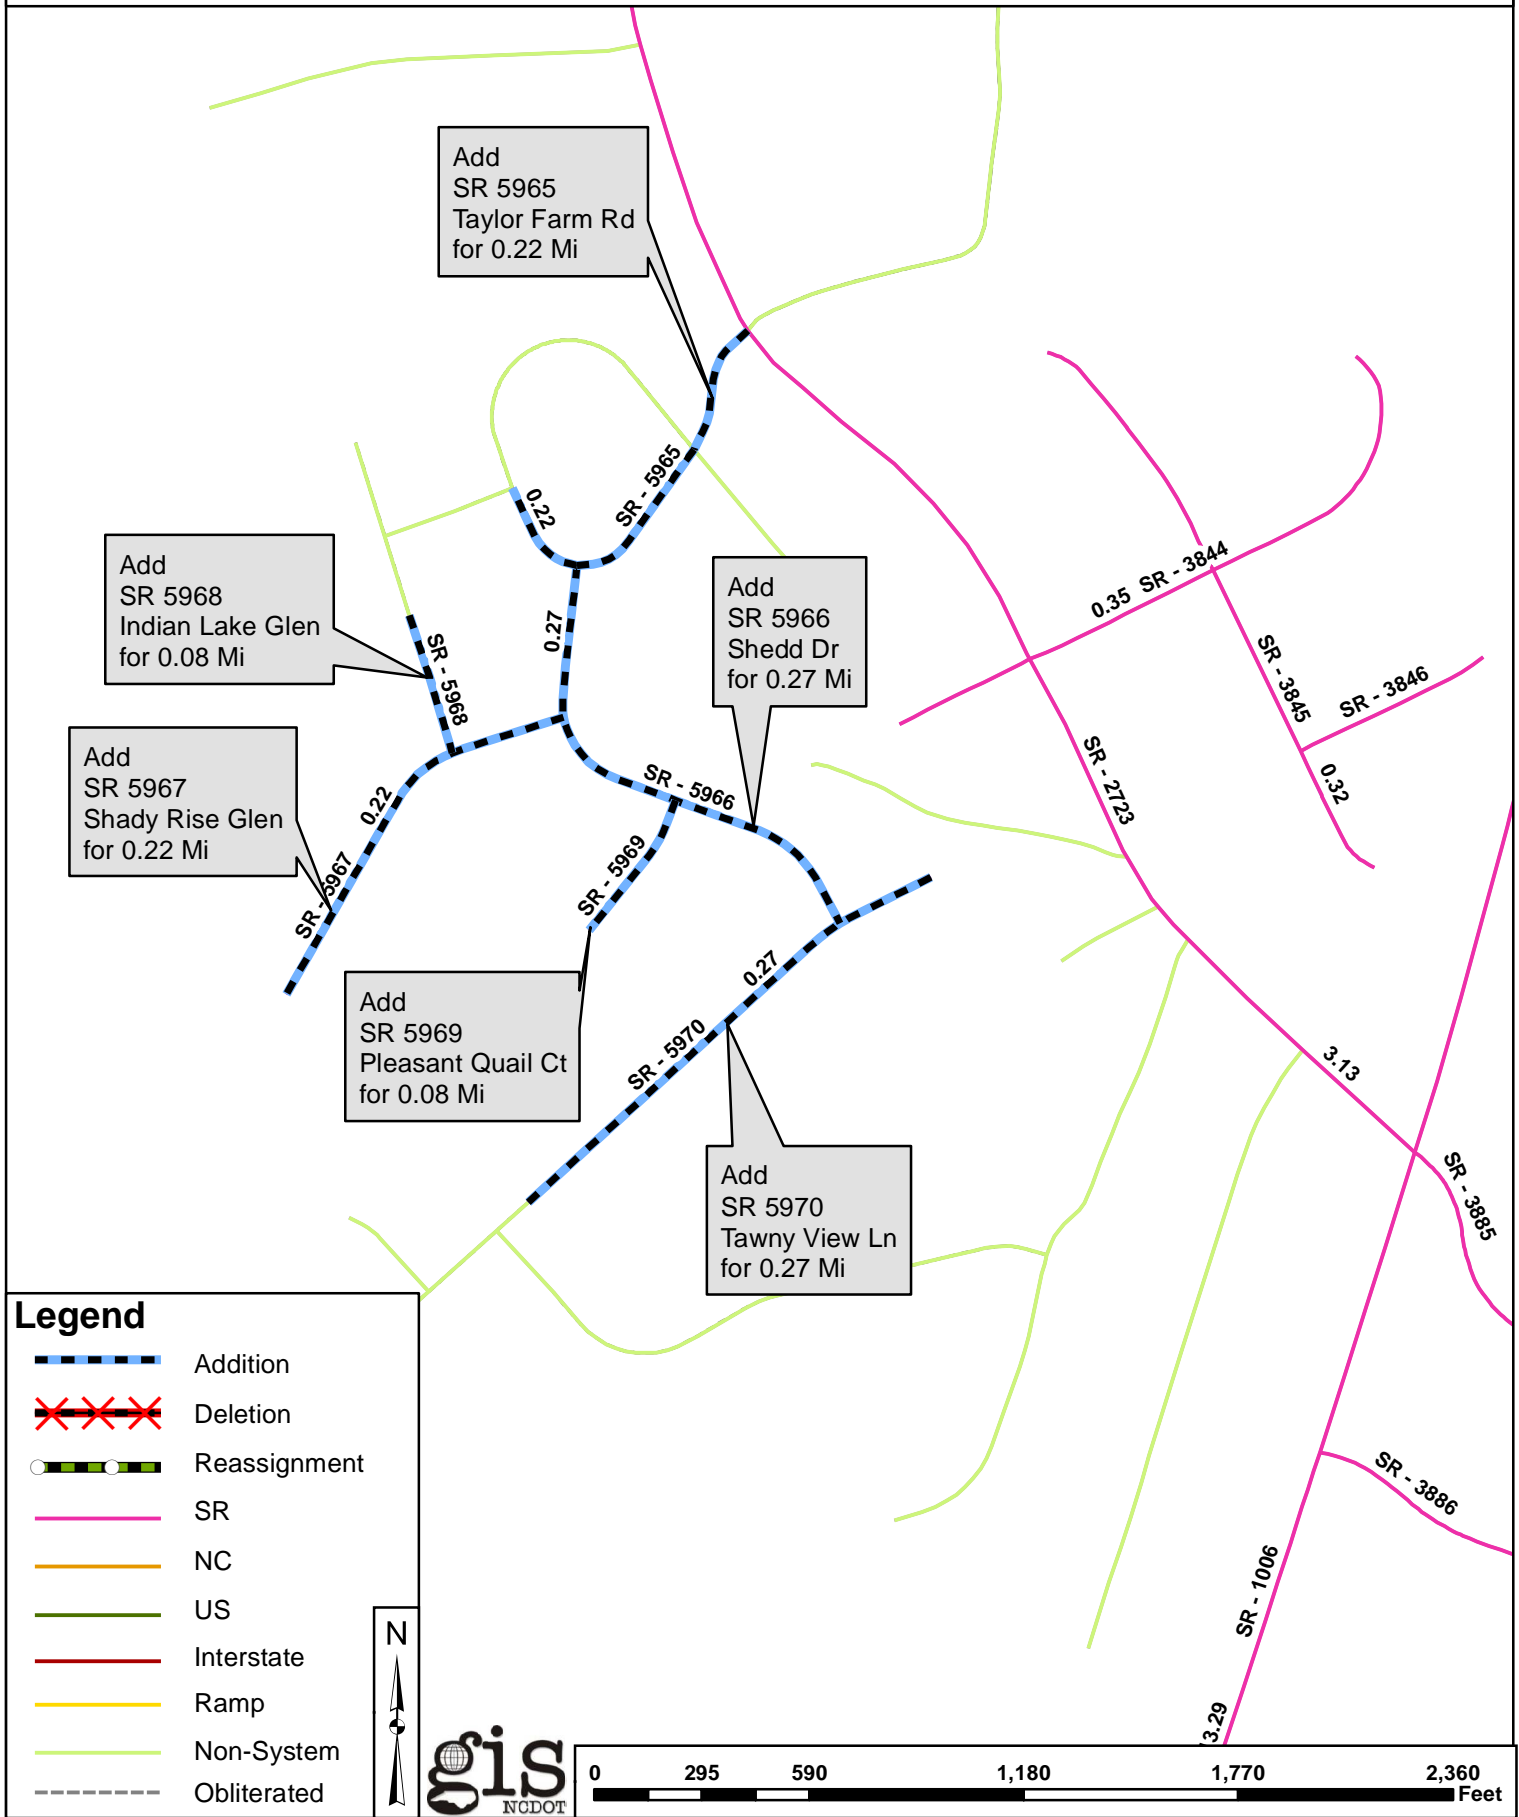 Add
SR 5965
Taylor Farm Rd
for 0.22 Mi
SR - 5965
0.22
Add
SR 5968
Indian Lake Glen
for 0.08 Mi
0.27
Add
SR 5966
Shedd Dr
for 0.27 Mi
0.35 SR - 3844
SR - 3845
SR - 3846
0.32
SR - 5968
Add
SR 5967
Shady Rise Glen
for 0.22 Mi
0.22
SR - 5967
SR - 5966
SR - 5969
SR - 2723
Add
SR 5969
Pleasant Quail Ct
for 0.08 Mi
0.27
SR - 5970
Add
SR 5970
Tawny View Ln
for 0.27 Mi
3.13
SR - 3885
SR - 3886
SR - 1006
3.29
Legend
Addition
Deletion
Reassignment
SR
NC
US
Interstate
Ramp
Non-System
Obliterated
N
gis
NCDOT
0 295 590 1,180 1,770 2,360
Feet